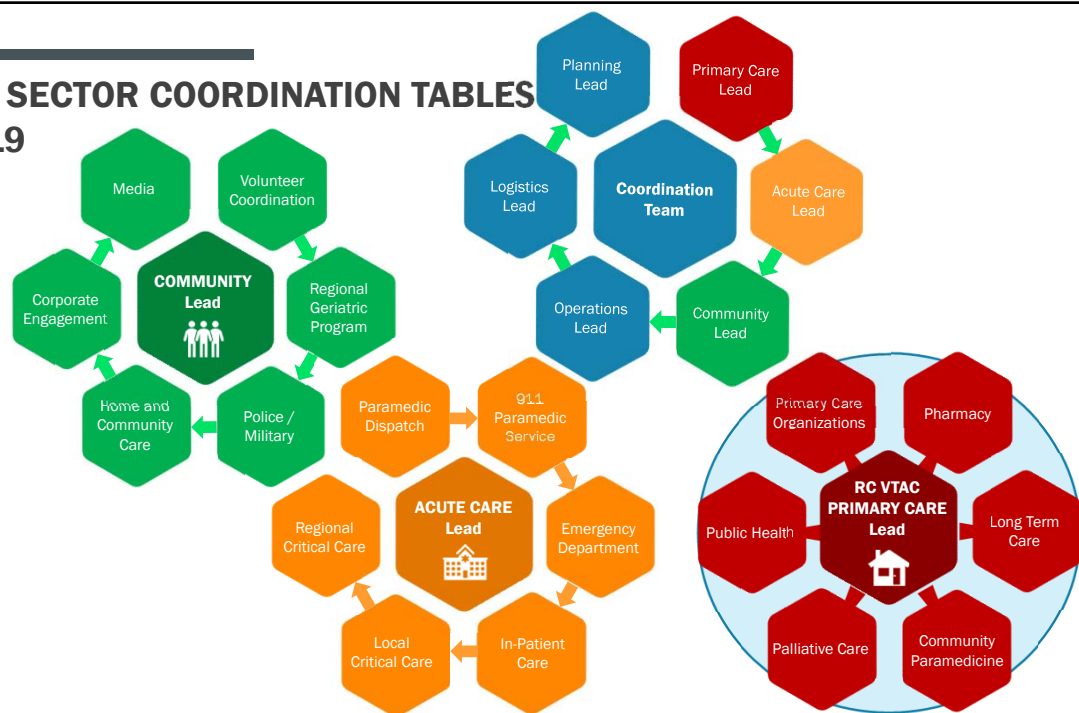 SECTOR COORDINATION TABLES
Planning
Lead
Primary Care
Lead
Logistics
Lead
Coordination
Team
Acute Care
Lead
Operations
Lead
Community
Lead
Media
Volunteer
Coordination
Corporate
Engagement
COMMUNITY
Lead
Regional
Geriatric
Program
Home and
Community
Care
Police /
Military
Paramedic
Dispatch
911
Paramedic
Service
Regional
Critical Care
ACUTE CARE
Lead
Emergency
Department
Local
Critical Care
In-Patient
Care
Primary Care
Organizations
Pharmacy
Public Health
RC VTAC
PRIMARY CARE
Lead
Long Term
Care
Palliative Care
Community
Paramedicine